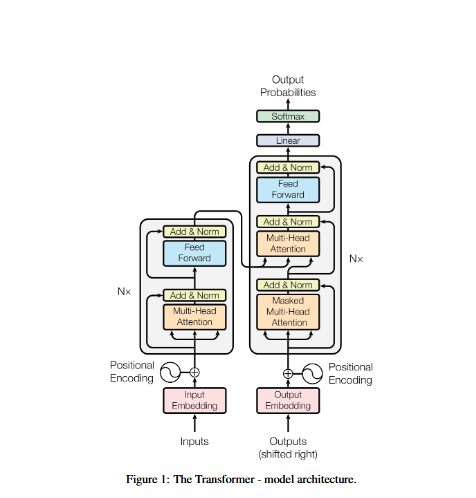 Output
Probabilities
Softmax
Linear
Add & Norm
Feed
Forward
Add & Norm
Multi-Head
Attention
Add & Norm
Masked
Multi-Head
Attention
N×
Add & Norm
Feed
Forward
Add & Norm
Multi-Head
Attention
N×
Positional
Encoding
Positional
Encoding
Input
Embedding
Output
Embedding
Inputs
Outputs
(shifted right)
Figure 1: The Transformer - model architecture.